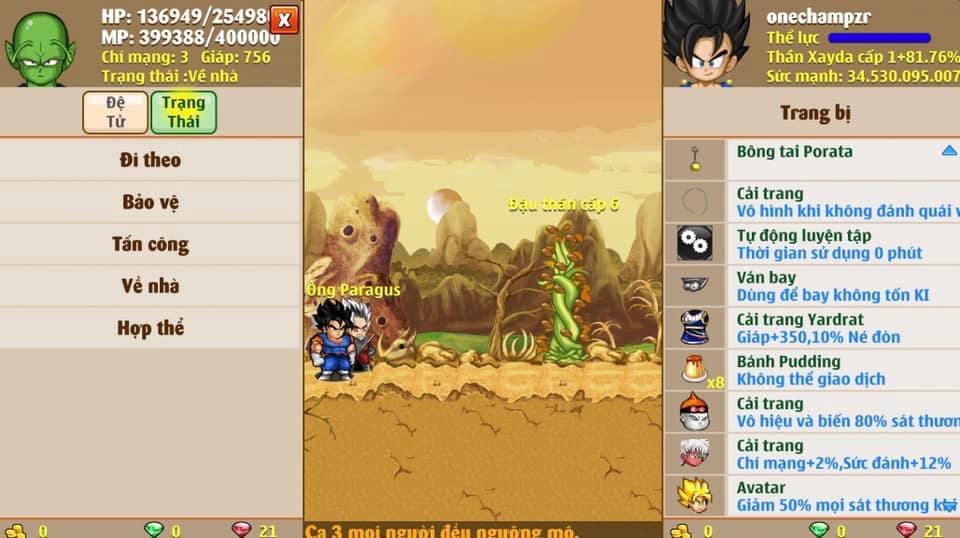 HP: 136949/25498
MP: 399388/400000
Chí mạng: 3 Giáp: 756
Trạng thái :Về nhà
X
Đệ
Tử
Trạng
Thái
Đi theo
Bảo vệ
Tấn công
Về nhà
Hợp thể
0
0
21
Đậu thần cấp 6
Ông Paragus
Ca 3 mọi người đều ngưỡng mộ.
onechampzr
Thể lực
Thần Xayda cấp 1+81.76%
Sức mạnh: 34.530.095.007
Trang bị
Bông tai Porata
Cải trang
Vô hình khi không đánh quái v
Tự động luyện tập
Thời gian sử dụng 0 phút
Ván bay
Dùng để bay không tốn KI
Cải trang Yardrat
Giáp+350,10% Né đòn
Bánh Pudding
x8
Không thể giao dịch
Cải trang
Vô hiệu và biến 80% sát thươn
Cải trang
Chí mạng+2%,Sức đánh+12%
Avatar
Giảm 50% mọi sát thương
0
0
21